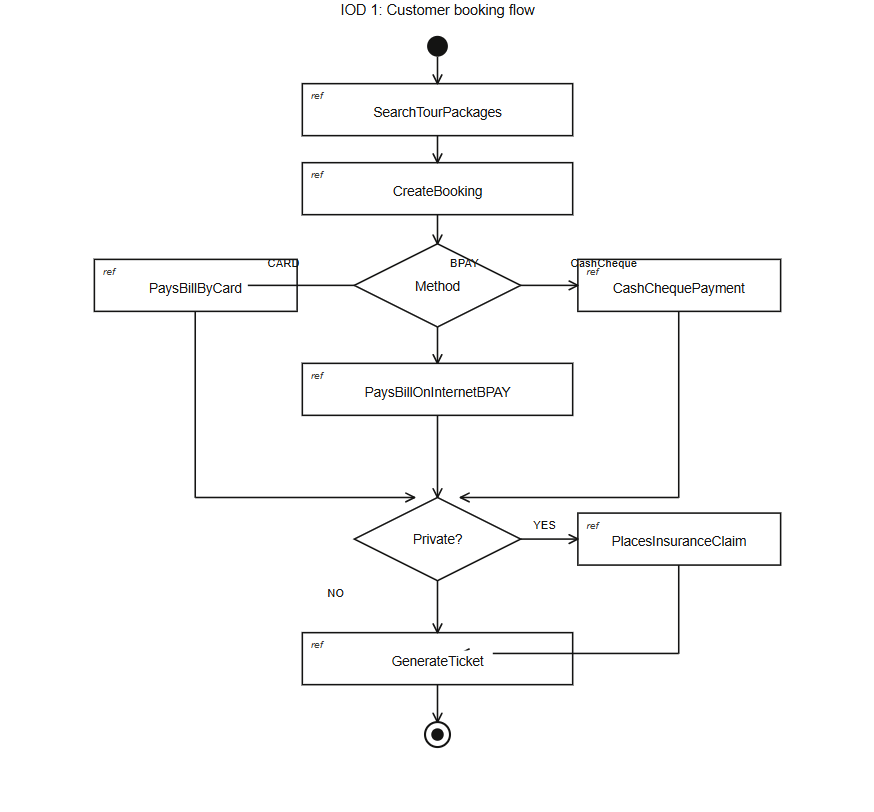 IOD 1: Customer booking flow
ref
SearchTourPackages
ref
CreateBooking
CARD
BPAY
CashCheque
ref
PaysBillByCard
Method
ref
CashChequePayment
ref
PaysBillOnInternetBPAY
YES
ref
PlacesInsuranceClaim
Private?
NO
ref
GenerateTicket